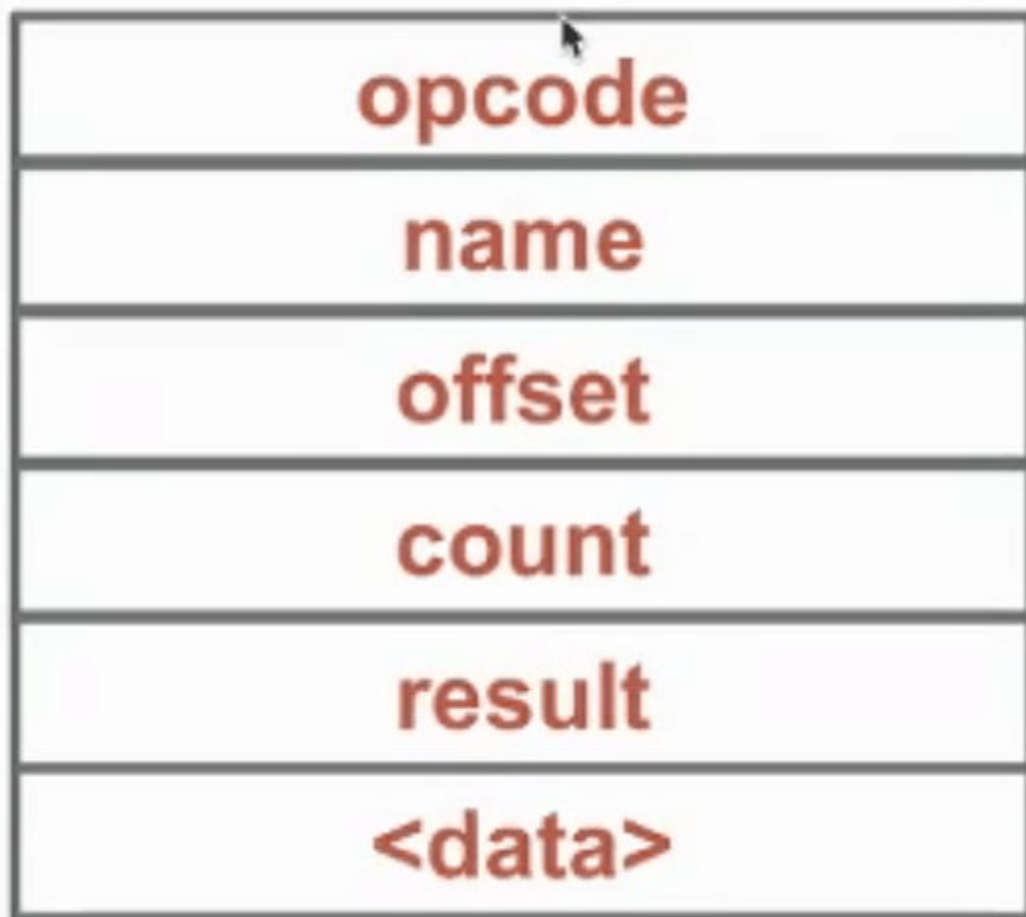 opcode
name
offset
count
result
<data>